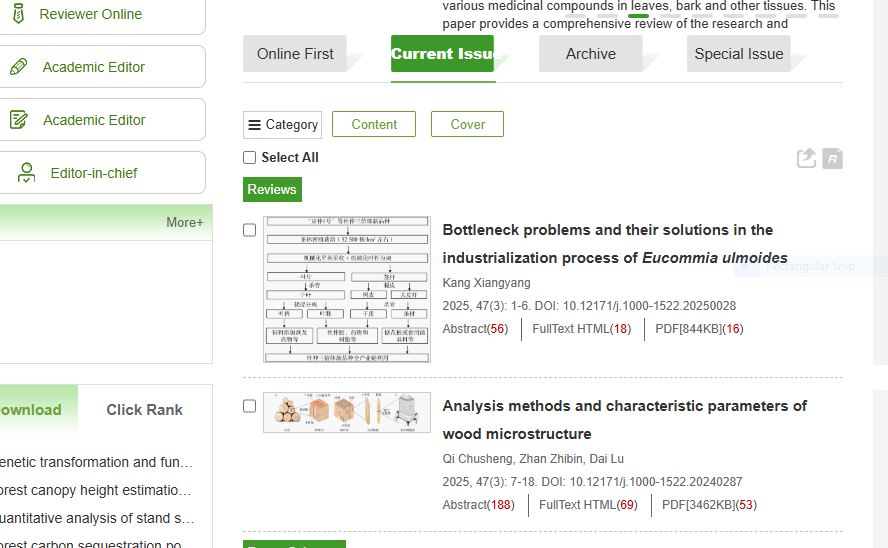 Reviewer Online
Academic Editor
Academic Editor
Editor-in-chief
More+
ownload
Click Rank
enetic transformation and fun…
orest canopy height estimatio…
uantitative analysis of stand s…
orest carbon sequestration po
various medicinal compounds in leaves, bark and other tissues. This
paper provides a comprehensive review of the research and
Online First
Current Issu
Archive
Special Issue
Category
Content
Cover
Select All
R
Reviews
Bottleneck problems and their solutions in the
industrialization process of Eucommia ulmoides
Rectangular Snip
Kang Xiangyang
2025, 47(3): 1-6. DOI: 10.12171/j.1000-1522.20250028
Abstract(56)
FullText HTML(18)
PDF[844KB](16)
Analysis methods and characteristic parameters of
wood microstructure
Qi Chusheng, Zhan Zhibin, Dai Lu
2025, 47(3): 7-18. DOI: 10.12171/j.1000-1522.20240287
Abstract(188)
FullText HTML(69)
PDF[3462KB](53)